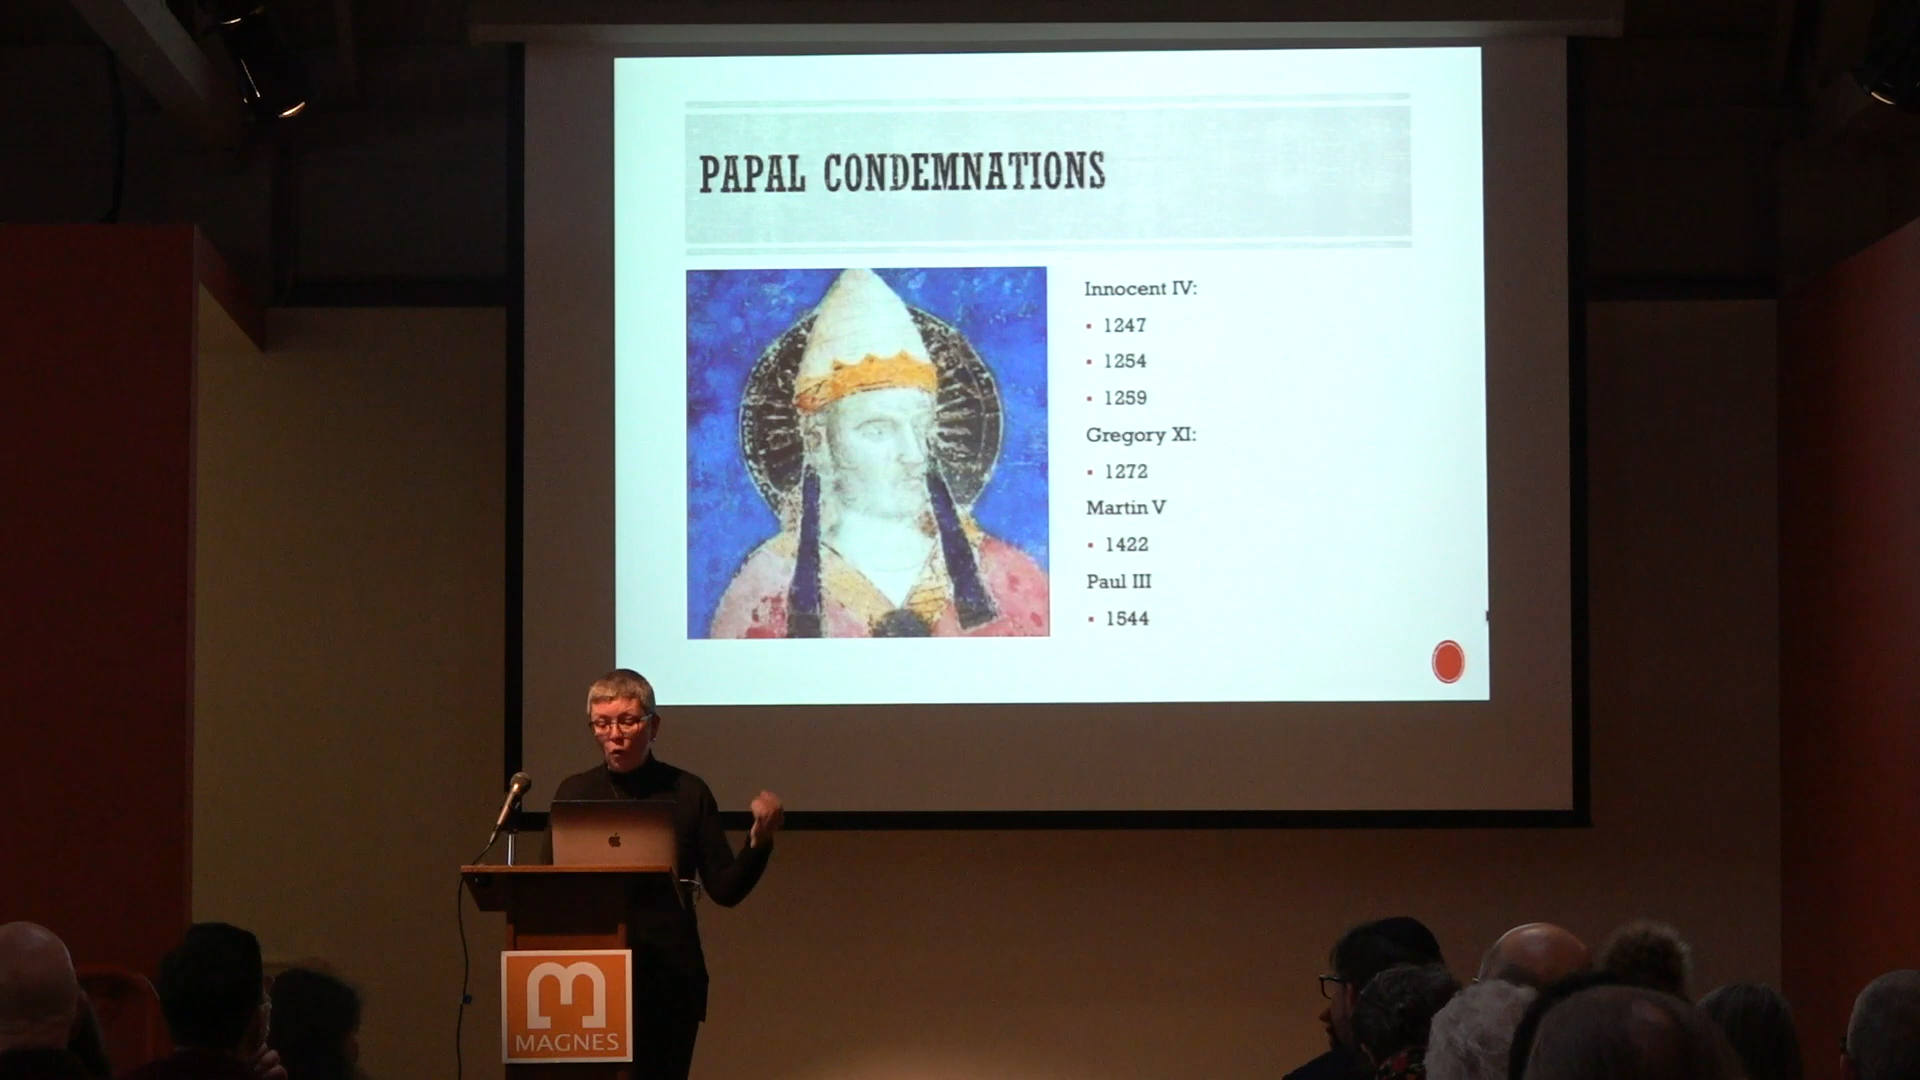 PAPAL CONDEMNATIONS
Innocent IV:
▪ 1247
▪ 1254
▪ 1259
Gregory XI:
▪ 1272
Martin V
▪ 1422
Paul III
▪ 1544
MAGNES